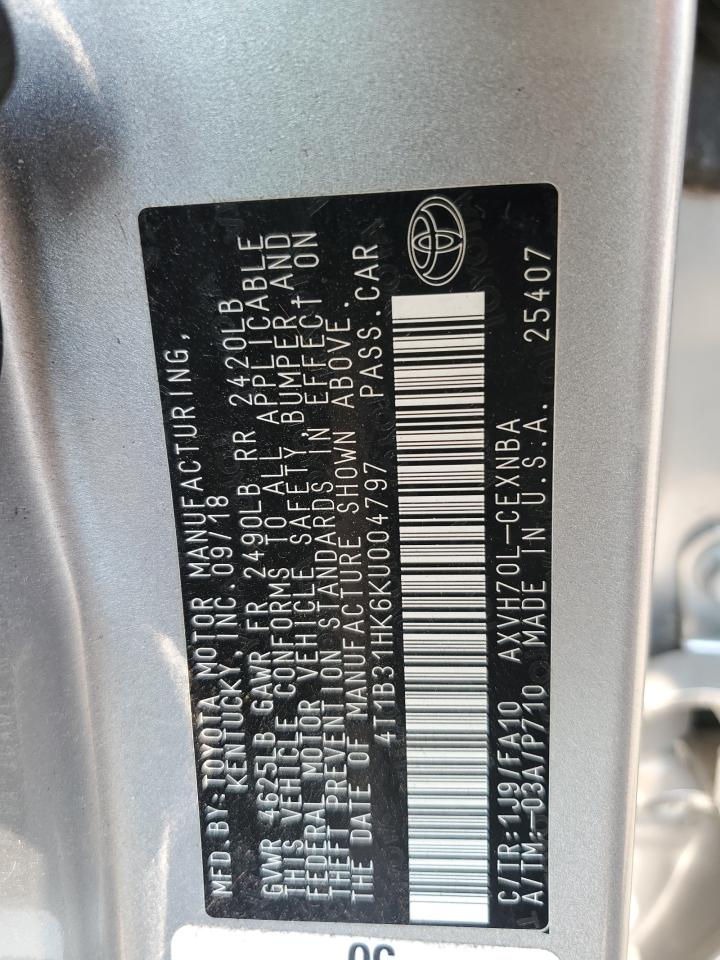 MFD.BY:TOYOTA MOTOR MANUFACTURING,
KENTUCKY, INC. 09/18
GVWR 4625LB GAWR FR 2490LB RR 2420LB
THIS VEHICLE CONFORMS TO ALL APPLICABLE
FEDERAL MOTOR VEHICLE SAFETY, BUMPER AND
THEFT PREVENTION STANDARDS IN EFFECT ON
THE DATE OF MANUFACTURE SHOWN ABOVE.
4T1B31HK6KU004797 PASS.CAR
C/TR:1J9/FA10 AXVH70L-CEXNBA
A/TM:-03A/P710 MADE IN U.S.A. 25407